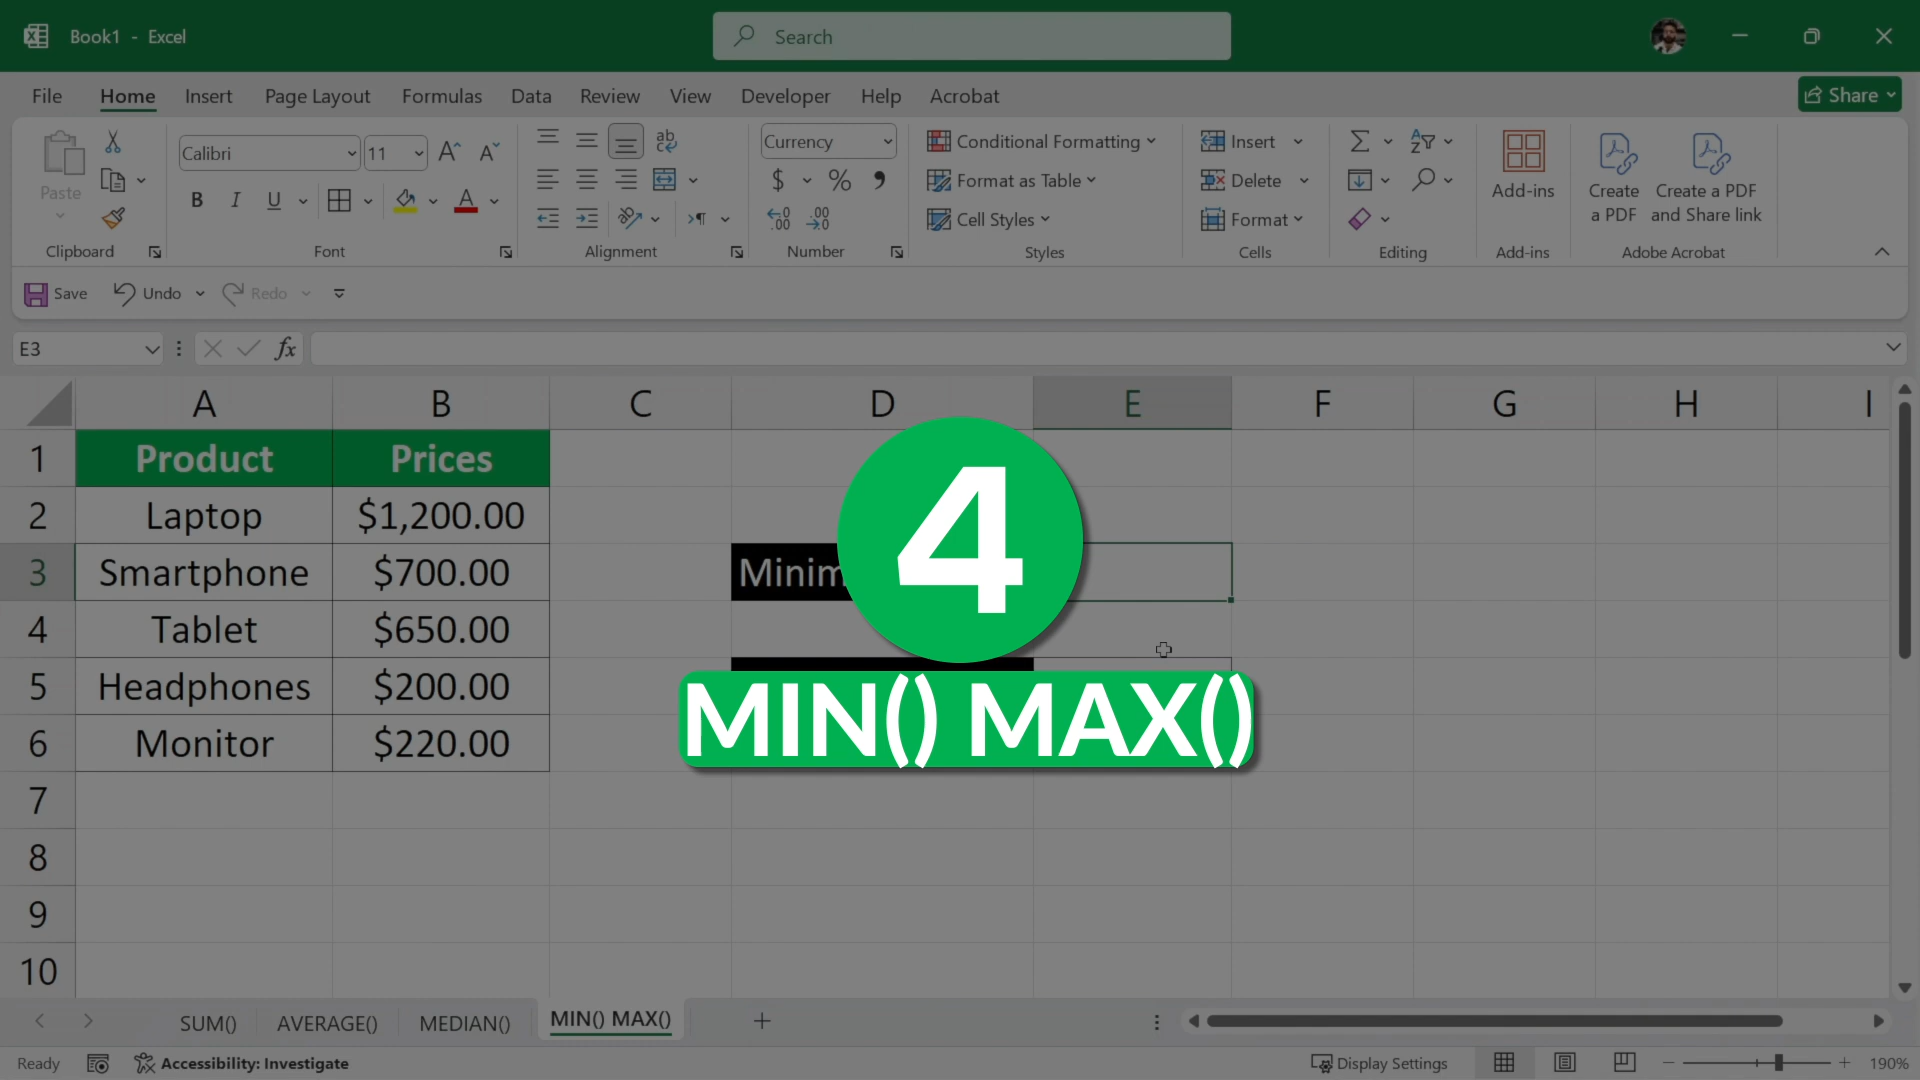 Book1 - Excel
Search
File Home Insert Page Layout Formulas Data Review View Developer Help Acrobat
Share
Paste
Calibri 11
Currency
Conditional Formatting
Format as Table
Cell Styles
Insert
Delete
Format
Add-ins
Create a PDF
Create a PDF and Share link
Clipboard Font Alignment Number Styles Cells Editing Add-ins Adobe Acrobat
Save Undo Redo
E3
fx
A B C D E F G H I
1 Product Prices
2 Laptop $1,200.00
3 Smartphone $700.00
4 Tablet $650.00
5 Headphones $200.00
6 Monitor $220.00
7
8
9
10
4
MIN() MAX()
SUM() AVERAGE() MEDIAN() MIN() MAX()
Ready
Accessibility: Investigate
Display Settings
190%